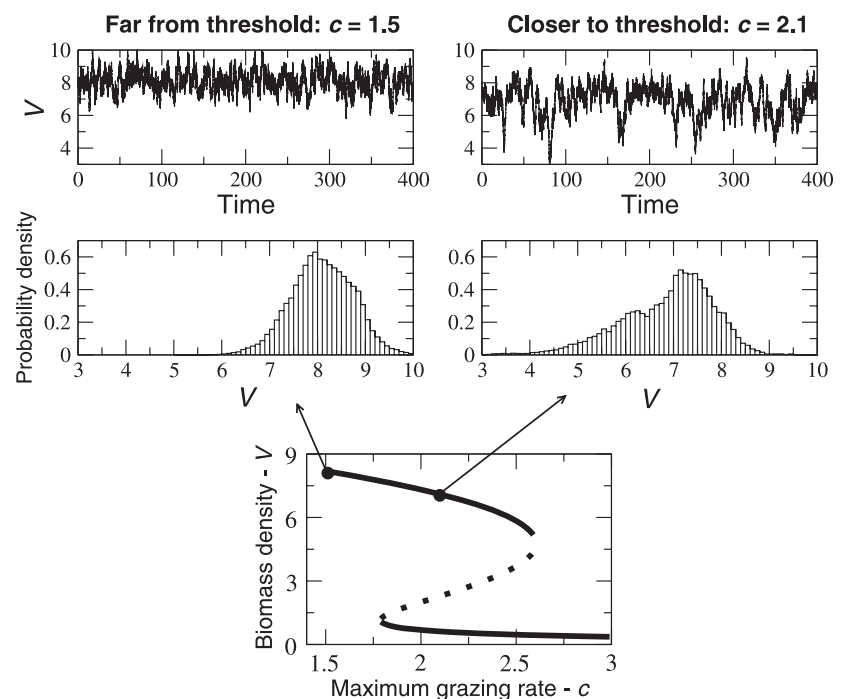 Far from threshold: c = 1.5
Closer to threshold: c = 2.1
V
10
8
6
4
0 100 200 300 400
Time
10
8
6
4
0 100 200 300 400
Time
Probability density
0.6
0.4
0.2
0
3 4 5 6 7 8 9 10
V
0.6
0.4
0.2
0
3 4 5 6 7 8 9 10
V
Biomass density - V
9
6
3
0
1.5 2 2.5 3
Maximum grazing rate - c